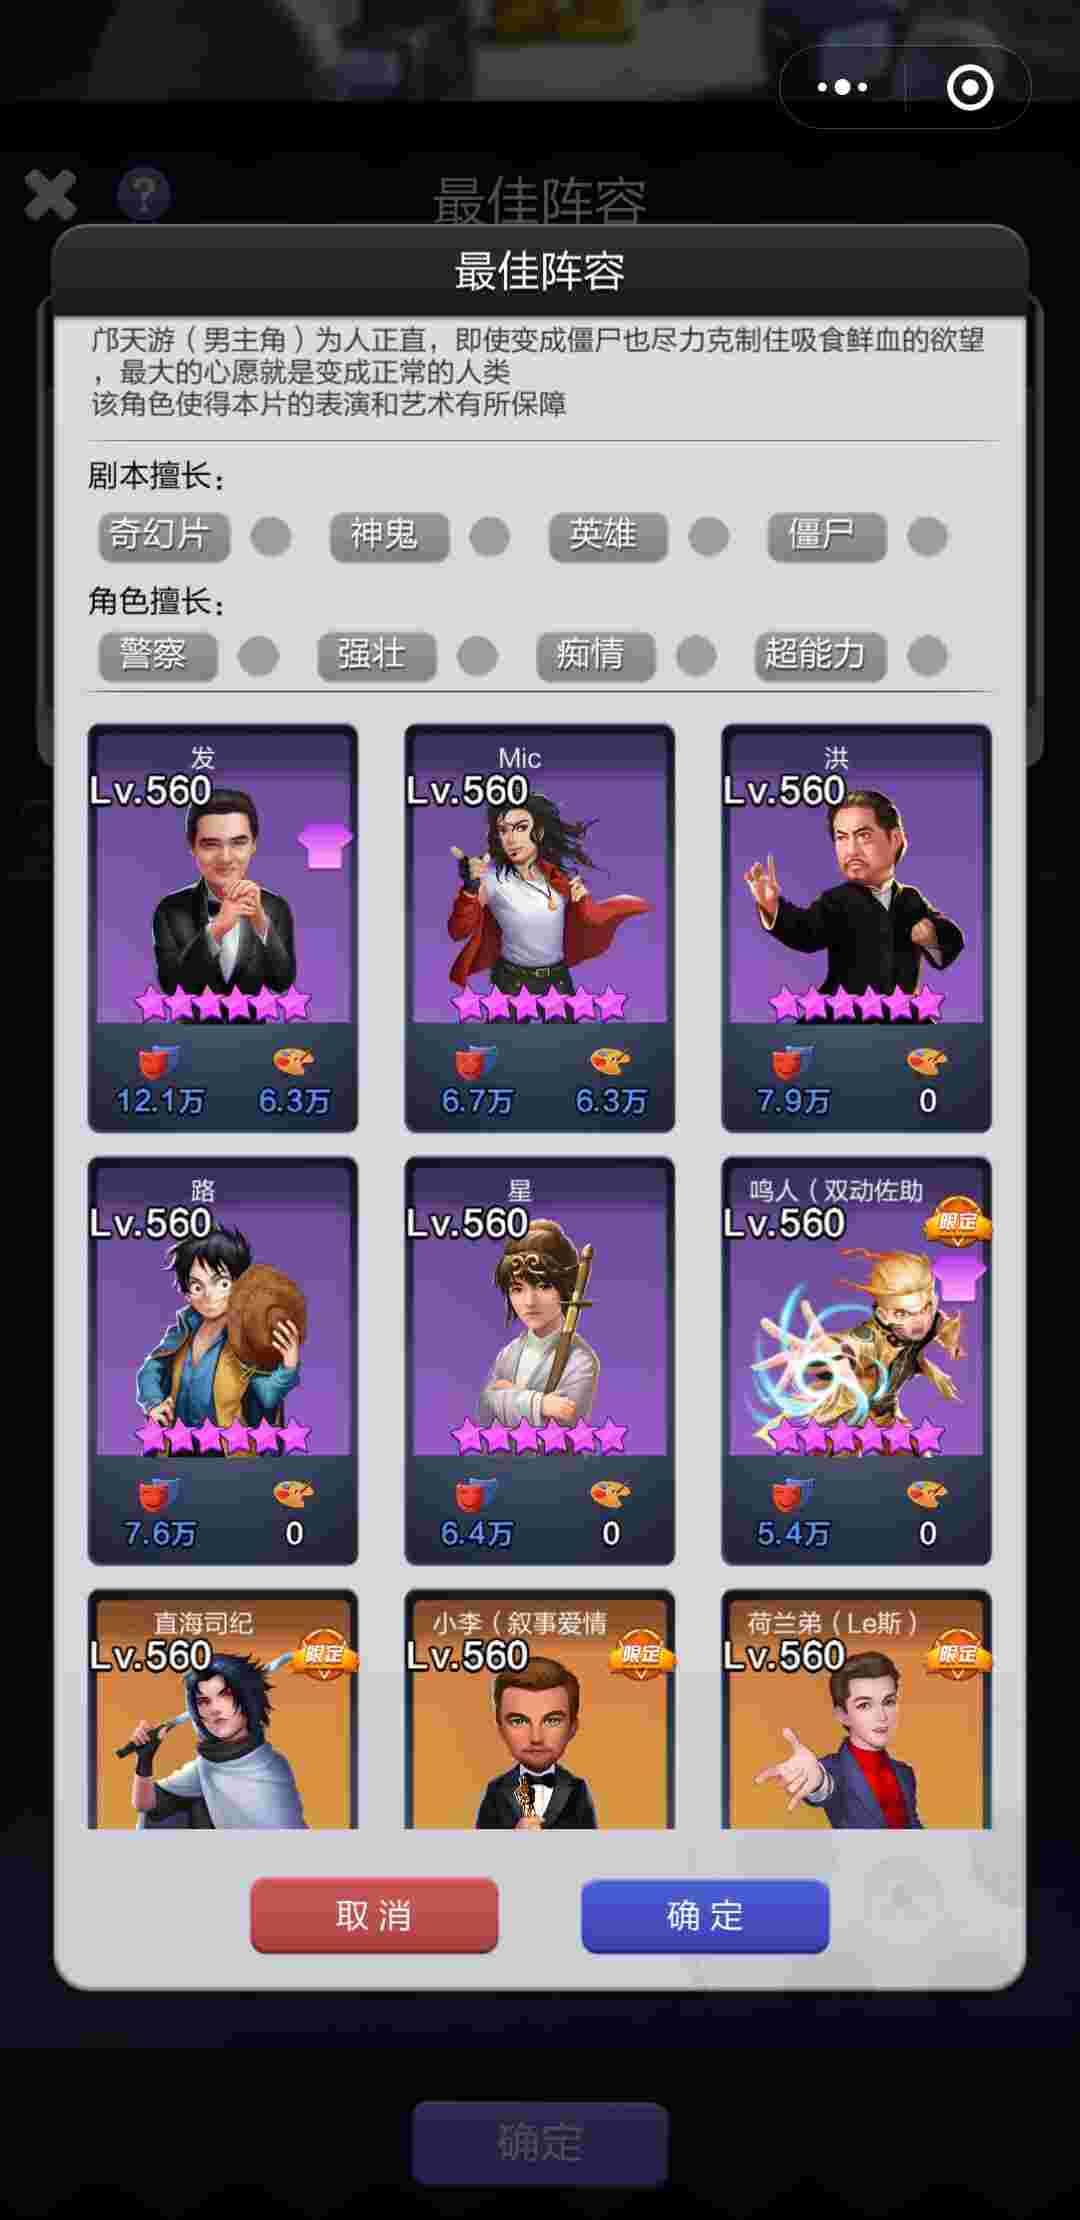 最佳阵容
最佳阵容
邝天游（男主角）为人正直，即使变成僵尸也尽力克制住吸食鲜血的欲望
，最大的心愿就是变成正常的人类
该角色使得本片的表演和艺术有所保障
剧本擅长：
奇幻片 神鬼 英雄 僵尸
角色擅长：
警察 强壮 痴情 超能力
发 Mic 洪
Lv.560 Lv.560 Lv.560
12.1万 6.3万 6.7万 6.3万 7.9万 0
路 星 鸣人（双动佐助
Lv.560 Lv.560 Lv.560 限定
7.6万 0 6.4万 0 5.4万 0
直海司纪 小李（叙事爱情 荷兰弟（Le斯）
Lv.560 限定 Lv.560 限定 Lv.560 限定
取消 确定
确定